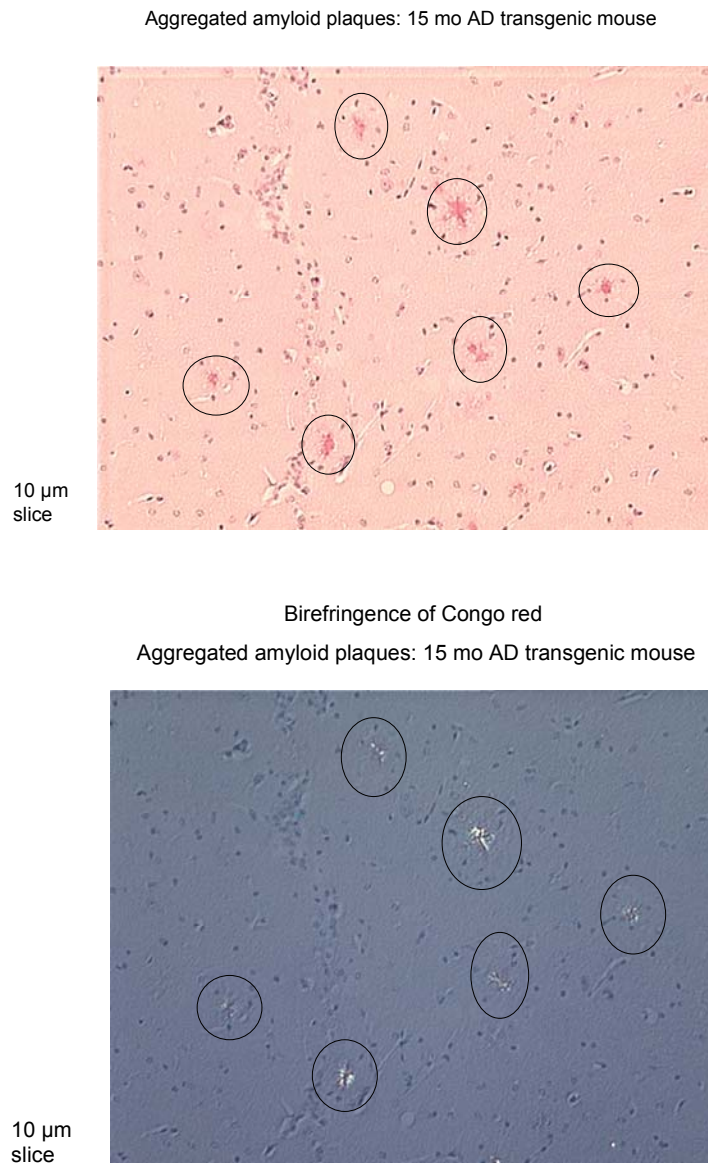 Aggregated amyloid plaques: 15 mo AD transgenic mouse
10 µm
slice
Birefringence of Congo red
Aggregated amyloid plaques: 15 mo AD transgenic mouse
10 µm
slice